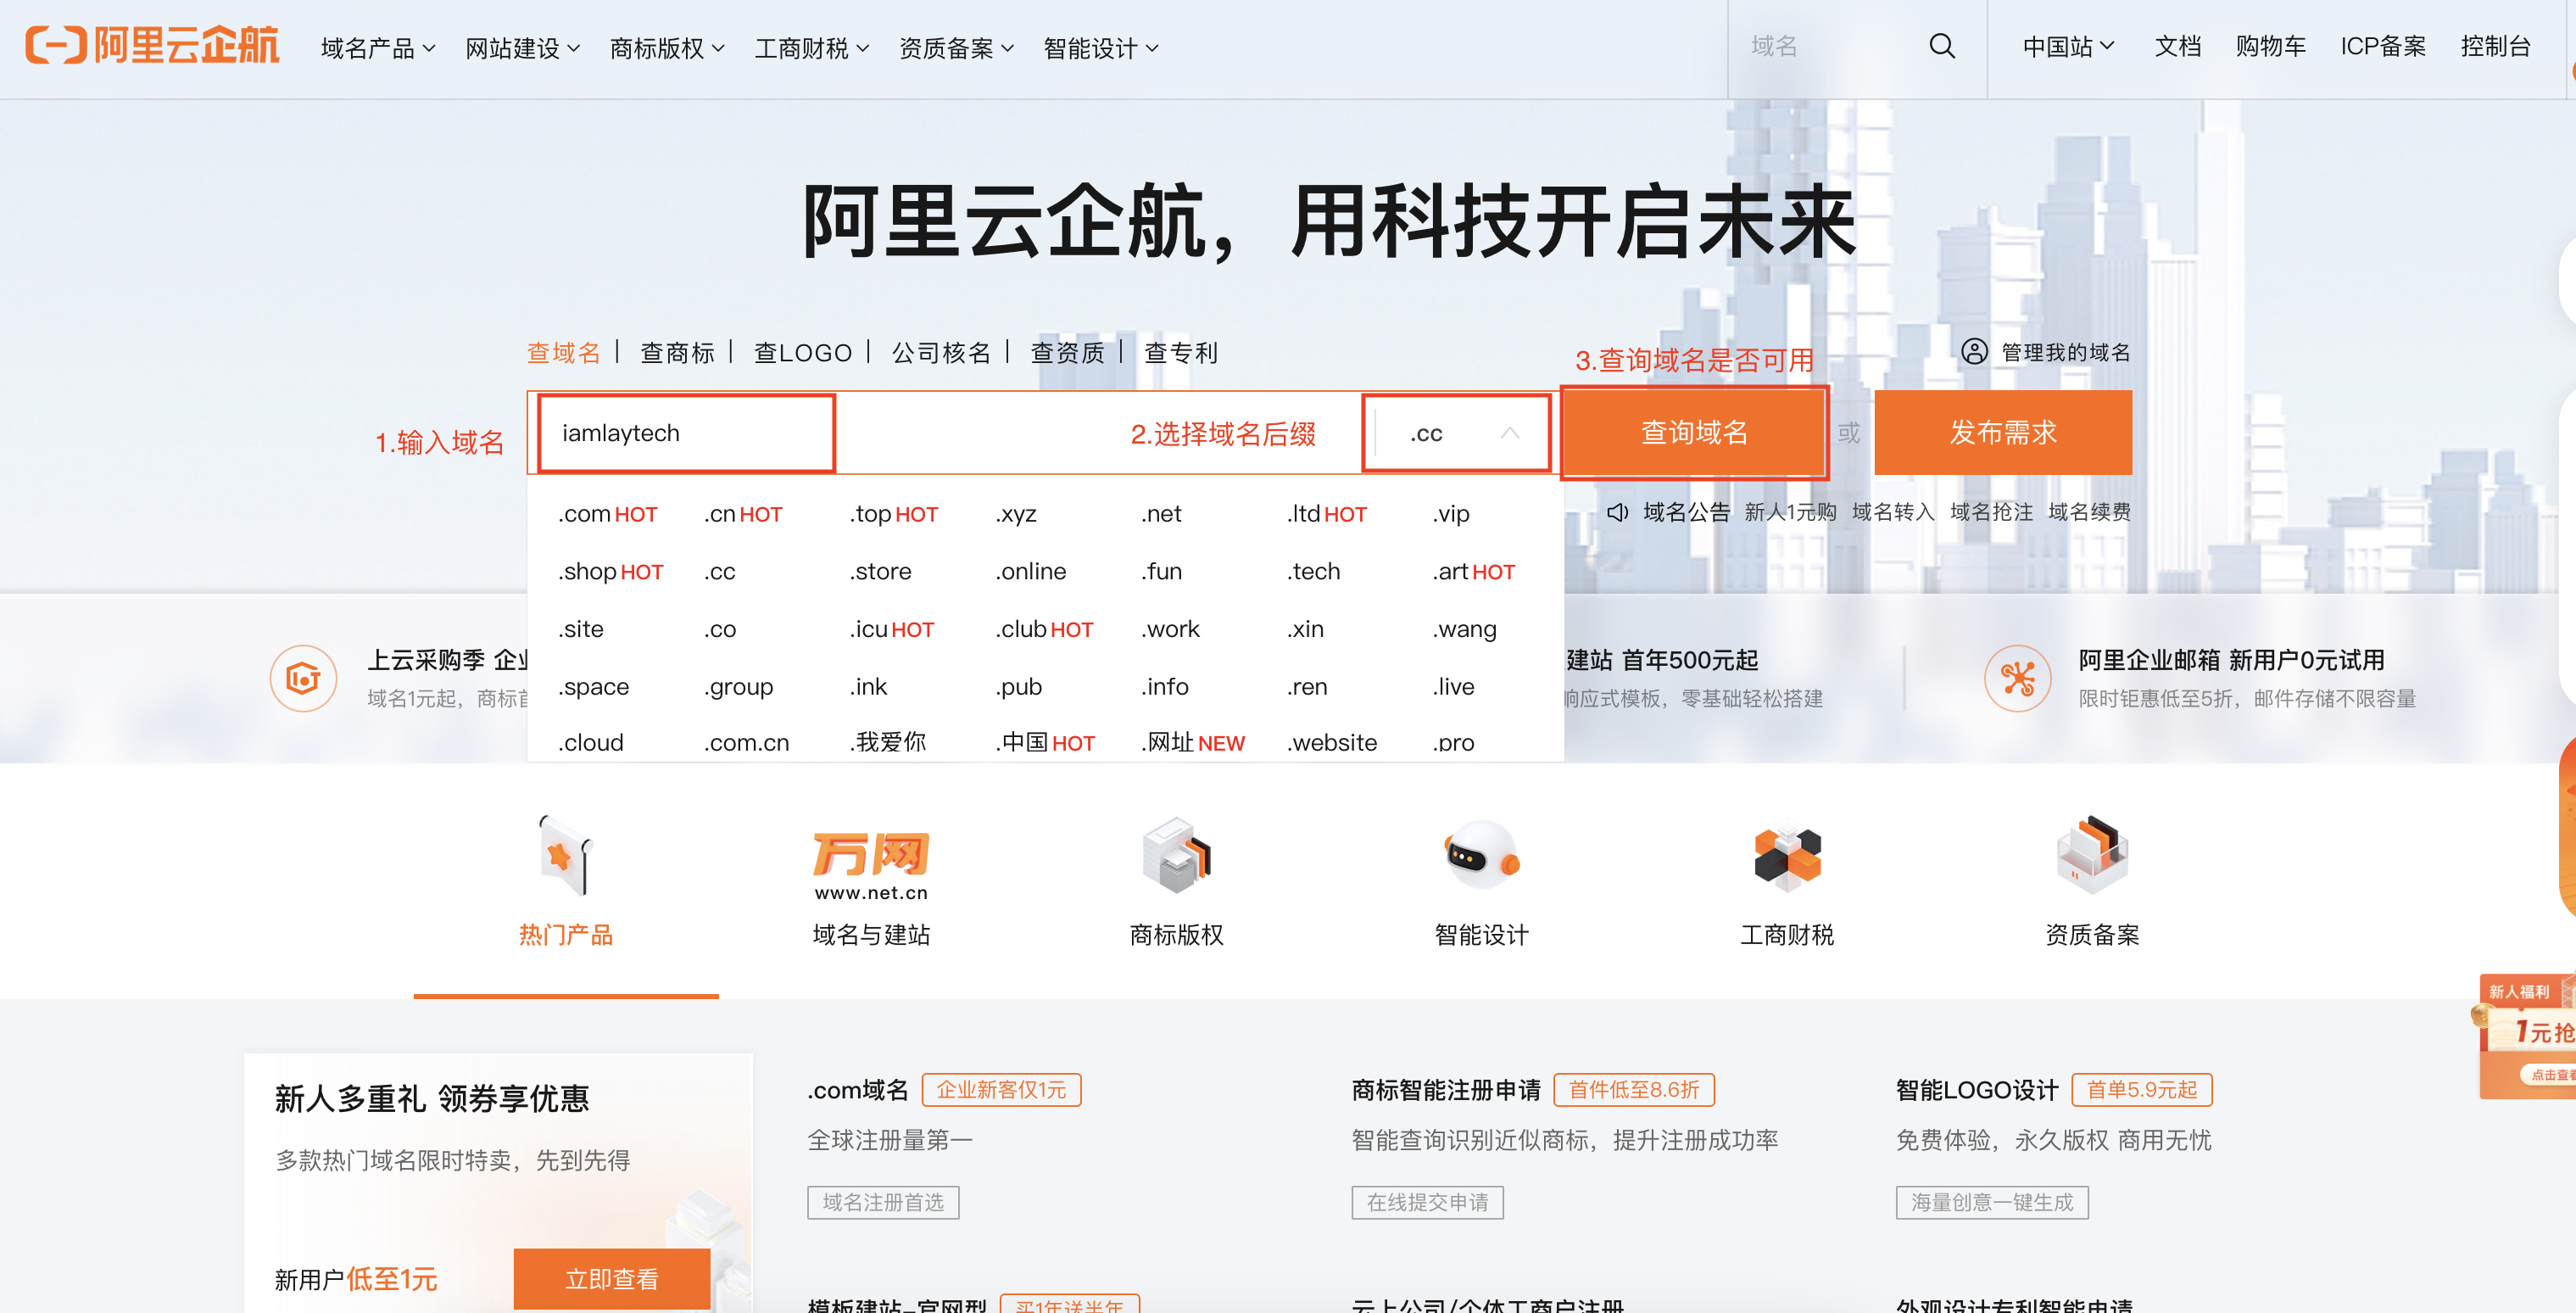 阿里云企航 域名产品 网站建设 商标版权 工商财税 资质备案 智能设计 域名 中国站 文档 购物车 ICP备案 控制台
阿里云企航，用科技开启未来
查域名 | 查商标 | 查LOGO | 公司核名 | 查资质 | 查专利
3.查询域名是否可用
管理我的域名
1.输入域名
iamlaytech
2.选择域名后缀
.cc
查询域名
或
发布需求
域名公告 新人1元购 域名转入 域名抢注 域名续费
.com HOT .cn HOT .top HOT .xyz .net .ltd HOT .vip
.shop HOT .cc .store .online .fun .tech .art HOT
.site .co .icu HOT .club HOT .work .xin .wang
.space .group .ink .pub .info .ren .live
.cloud .com.cn .我爱你 .中国 HOT .网址 NEW .website .pro
上云采购季 企业
域名1元起，商标首
建站 首年500元起
响应式模板，零基础轻松搭建
阿里企业邮箱 新用户0元试用
限时钜惠低至5折，邮件存储不限容量
万网
www.net.cn
热门产品 域名与建站 商标版权 智能设计 工商财税 资质备案
新人福利
1元抢
点击查看
新人多重礼 领券享优惠
多款热门域名限时特卖，先到先得
新用户低至1元
立即查看
.com域名 企业新客仅1元
全球注册量第一
域名注册首选
商标智能注册申请 首件低至8.6折
智能查询识别近似商标，提升注册成功率
在线提交申请
智能LOGO设计 首单5.9元起
免费体验，永久版权 商用无忧
海量创意一键生成
模板建站-官网型 买1年送半年
云上公司/个体工商户注册
外观设计专利智能申请